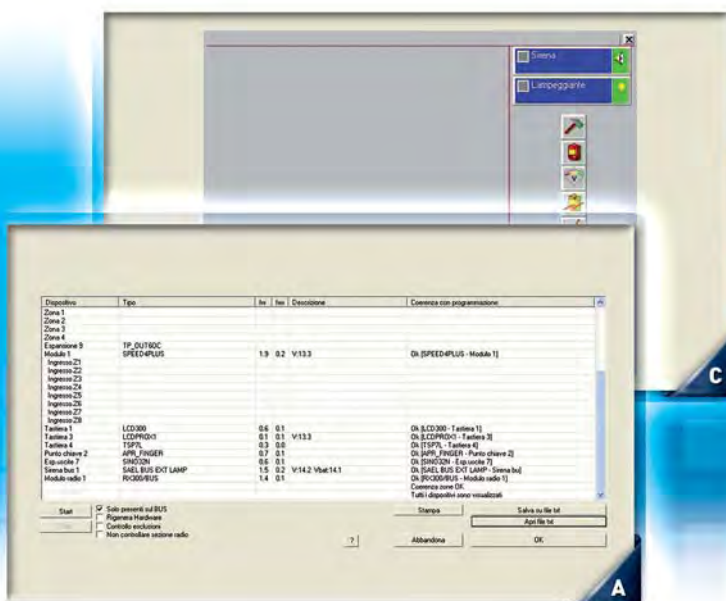 Sirena
Lampeggiante
C
Dispositivo Tipo hv fwv Descrizione Coerenza con programmazione
Zona 1
Zona 2
Zona 3
Zona 4
Espansione 9 TP_OUT6OC
Modulo 1 SPEED4PLUS 1.9 0.2 V:13.3 Ok [SPEED4PLUS - Modulo 1]
Ingresso Z1
Ingresso Z2
Ingresso Z3
Ingresso Z4
Ingresso Z5
Ingresso Z6
Ingresso Z7
Ingresso Z8
Tastiera 1 LCD300 0.6 0.1 Ok [LCD300 - Tastiera 1]
Tastiera 3 LCDPROX1 0.1 0.1 V:13.3 Ok [LCDPROX1 - Tastiera 3]
Tastiera 4 TSP7L 0.3 0.0 Ok [TSP7L - Tastiera 4]
Punto chiave 2 APR_FINGER 0.7 0.1 Ok [APR_FINGER - Punto chiave 2]
Esp.uscite 7 SINO32N 0.6 0.1 Ok [SINO32N - Esp.uscite 7]
Sirena bus 1 SAEL BUS EXT LAMP 1.5 0.2 V:14.2 Vbat:14.1 Ok [SAEL BUS EXT LAMP - Sirena bu]
Modulo radio 1 RX300/BUS 1.4 0.1 Ok [RX300/BUS - Modulo radio 1]
Coerenza zone OK
Tutti i dispositivi sono visualizzati
Start Solo presenti sul BUS Stampa Salva su file txt
Rigenera Hardware Apri file txt
Controllo esclusioni
Non controllare sezione radio ? Abbandona OK
A